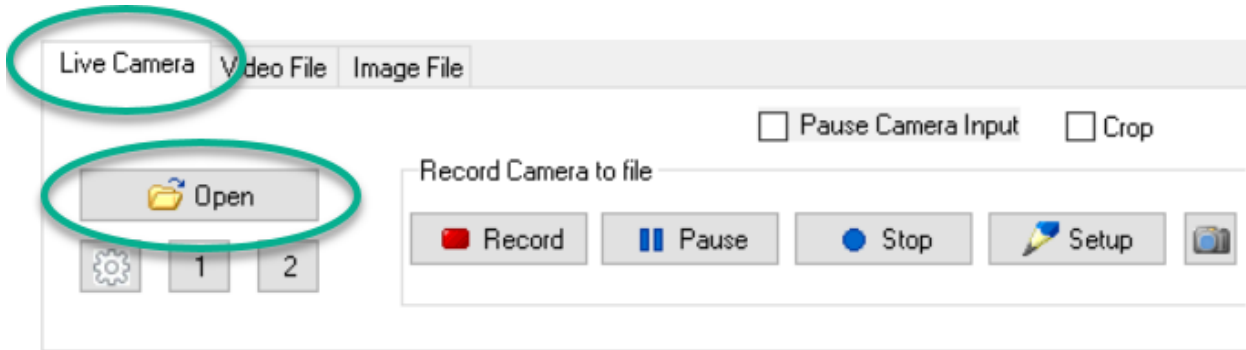 Live Camera Video File Image File
Pause Camera Input Crop
Record Camera to file
Open
Record Pause Stop Setup
1 2